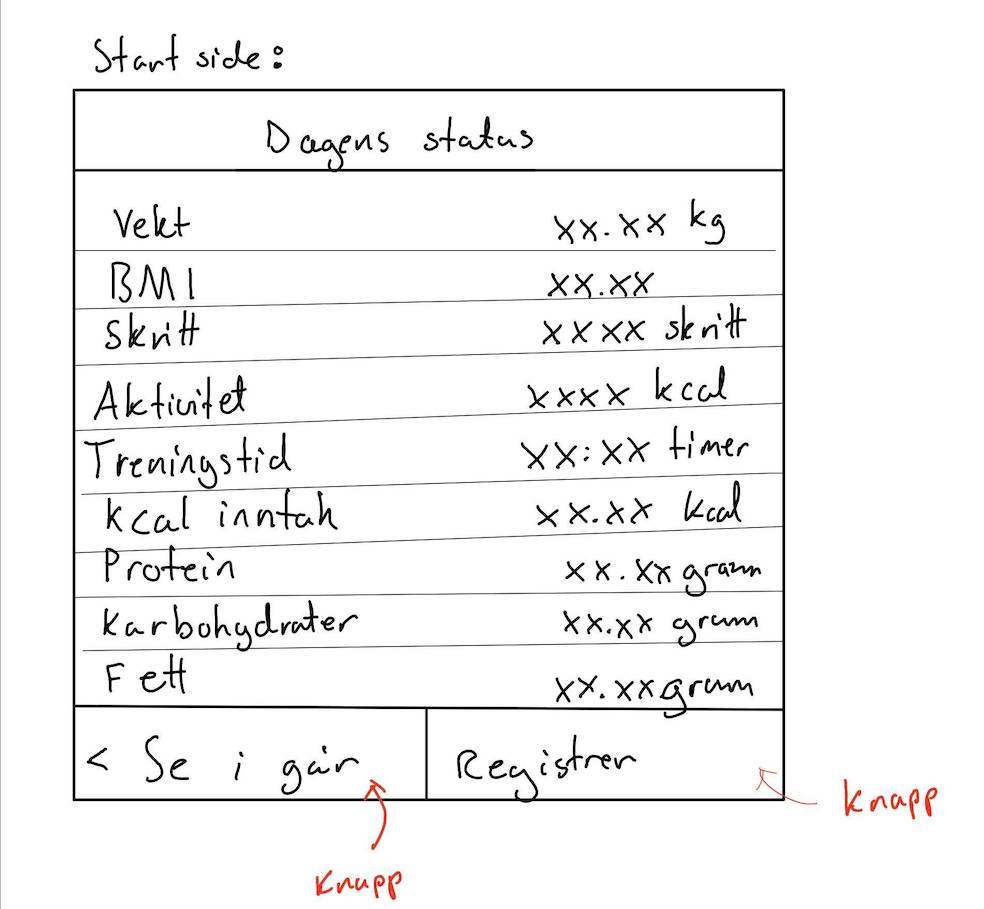 Start side:
Dagens status
Vekt xx.xx kg
BMI xx.xx
Skritt xxxx skritt
Aktivitet xxxx kcal
Treningstid xx:xx timer
Kcal inntak xx.xx kcal
Protein xx.xx gram
Karbohydrater xx.xx gram
Fett xx.xx gram
< Se i går Registrer
Knapp
Knapp